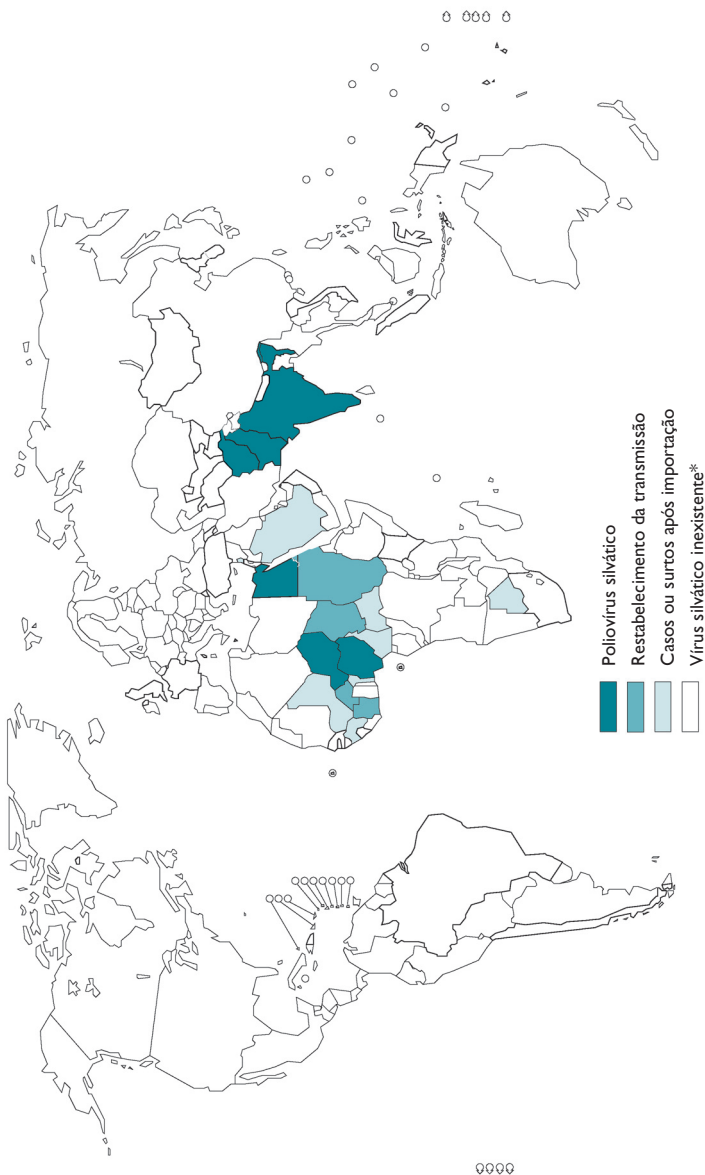 Poliovírus silvático
Restabelecimento da transmissão
Casos ou surtos após importação
Vírus silvático inexistente*